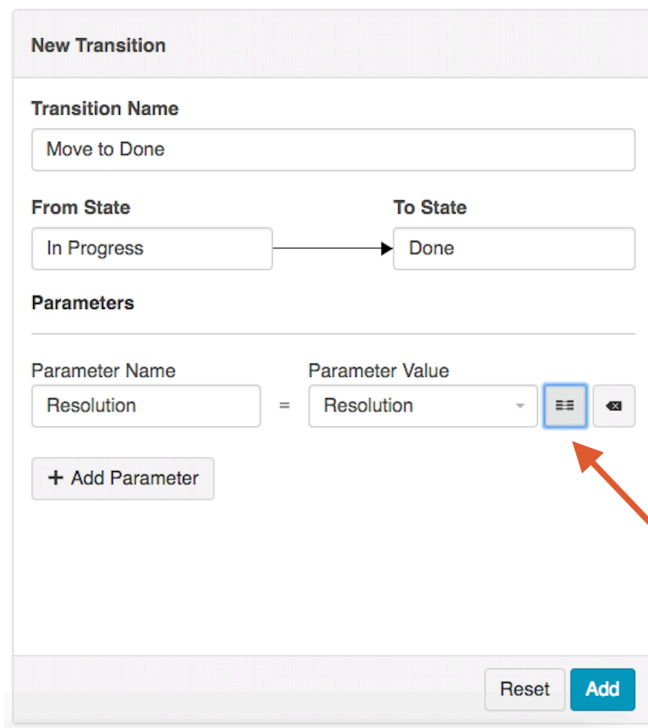 New Transition
Transition Name
Move to Done
From State To State
In Progress Done
Parameters
Parameter Name Parameter Value
Resolution = Resolution
+ Add Parameter
Reset Add